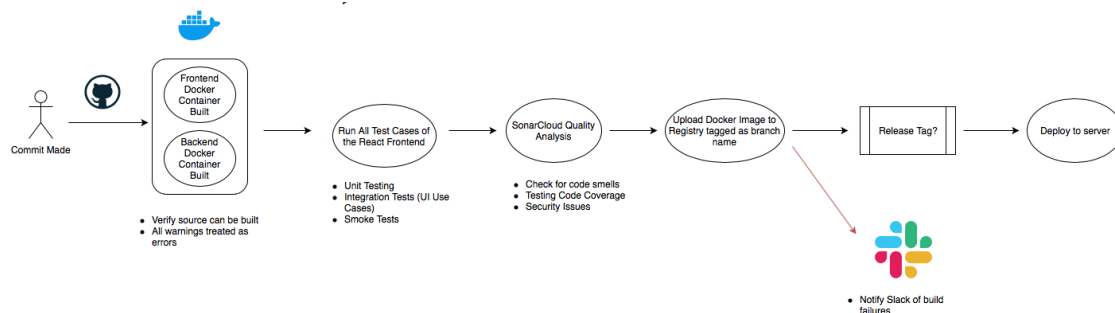 Commit Made
Frontend
Docker
Container
Built
Backend
Docker
Container
Built
Verify source can be built
All warnings treated as
errors
Run All Test Cases of
the React Frontend
Unit Testing
Integration Tests (UI Use
Cases)
Smoke Tests
SonarCloud Quality
Analysis
Check for code smells
Testing Code Coverage
Security Issues
Upload Docker Image to
Registry tagged as branch
name
Release Tag?
Deploy to server
Notify Slack of build
failures